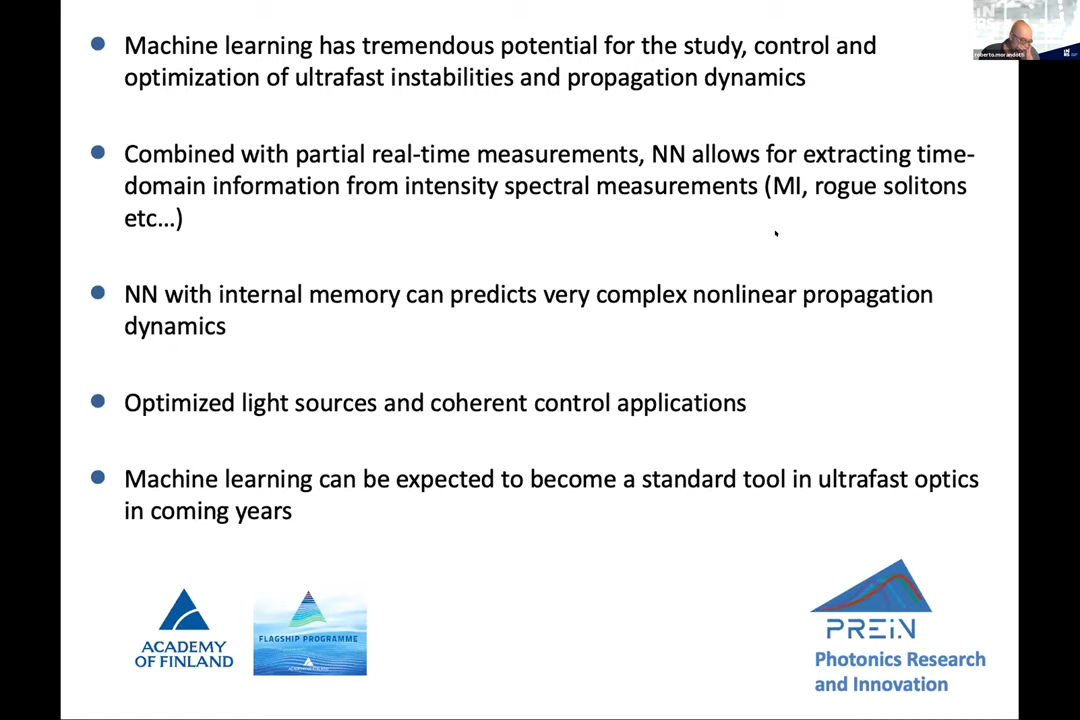 Machine learning has tremendous potential for the study, control and
optimization of ultrafast instabilities and propagation dynamics
Combined with partial real-time measurements, NN allows for extracting time-
domain information from intensity spectral measurements (MI, rogue solitons
etc...)
NN with internal memory can predicts very complex nonlinear propagation
dynamics
Optimized light sources and coherent control applications
Machine learning can be expected to become a standard tool in ultrafast optics
in coming years
ACADEMY
OF FINLAND
FLAGSHIP PROGRAMME
PREIN
Photonics Research
and Innovation